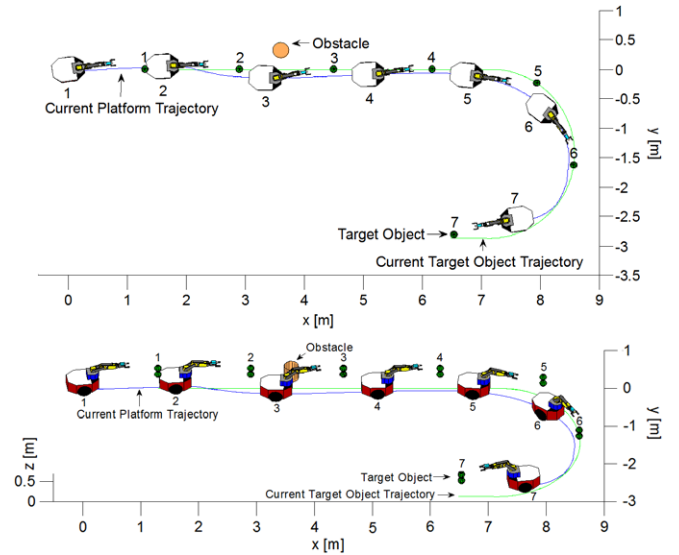 1
0.5
0
-0.5
-1
-1.5
-2
-2.5
-3
-3.5
y [m]
1 2 3 4 5 6 7
1 2 3 4 5 6 7
Obstacle
Current Platform Trajectory
Target Object
Current Target Object Trajectory
0 1 2 3 4 5 6 7 8 9
x [m]
1
0
-1
-2
-3
y [m]
Obstacle
1 2 3 4 5 6 7
1 2 3 4 5 6 7
Current Platform Trajectory
Target Object
Current Target Object Trajectory
z [m]
0.5
0
0 1 2 3 4 5 6 7 8 9
x [m]